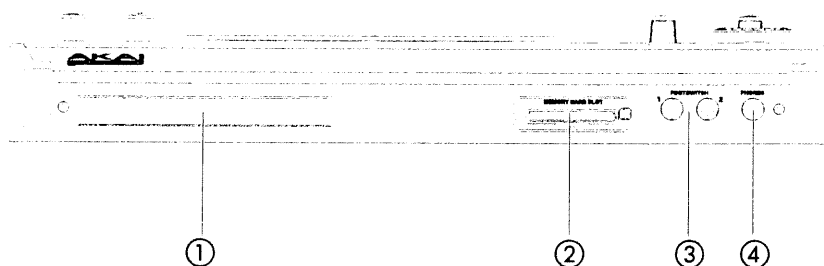 AKAI
MEMORY CARD SLOT
1 FOOTSWITCH 2
PHONES
① ② ③ ④